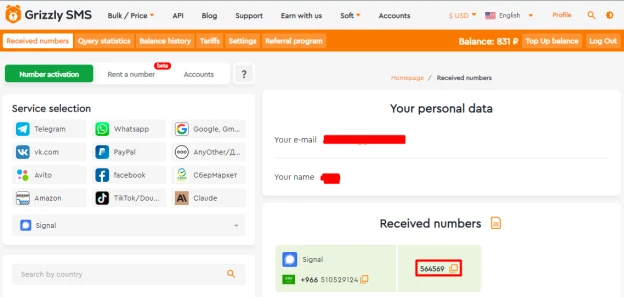 Grizzly SMS
Bulk / Price API Blog Support Earn with us Soft Accounts $ USD English Profile
Received numbers Query statistics Balance history Tariffs Settings Referral program Balance: 831 ₽ Top Up balance Log Out
Number activation Rent a number beta Accounts ?
Homepage / Received numbers
Service selection
Telegram Whatsapp Google, Gm...
vk.com PayPal AnyOther/Д...
Avito facebook СберМаркет
Amazon TikTok/Dou... Claude
Signal
Search by country
Your personal data
Your e-mail
Your name
Received numbers
Signal
+966 510529124
564569